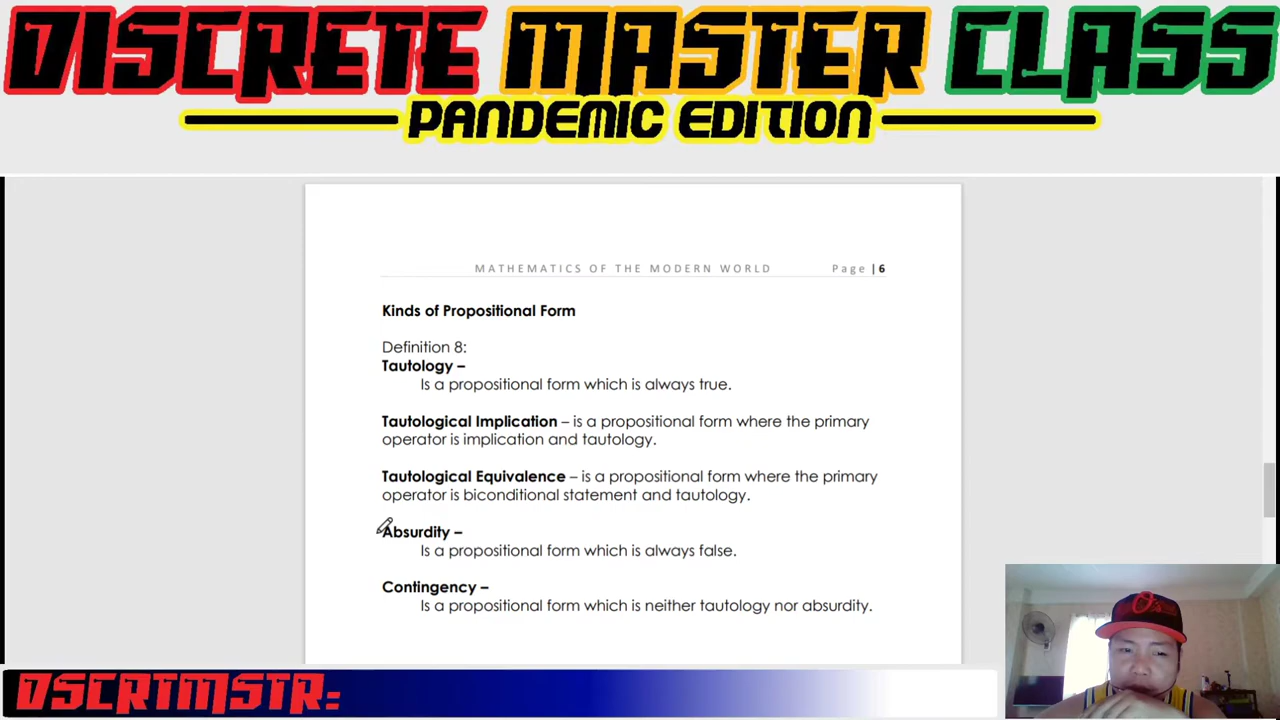 DISCRETE MASTER CLASS
PANDEMIC EDITION
MATHEMATICS OF THE MODERN WORLD Page | 6
Kinds of Propositional Form
Definition 8:
Tautology –
Is a propositional form which is always true.
Tautological Implication – is a propositional form where the primary
operator is implication and tautology.
Tautological Equivalence – is a propositional form where the primary
operator is biconditional statement and tautology.
Absurdity –
Is a propositional form which is always false.
Contingency –
Is a propositional form which is neither tautology nor absurdity.
DSCRTMSTR: